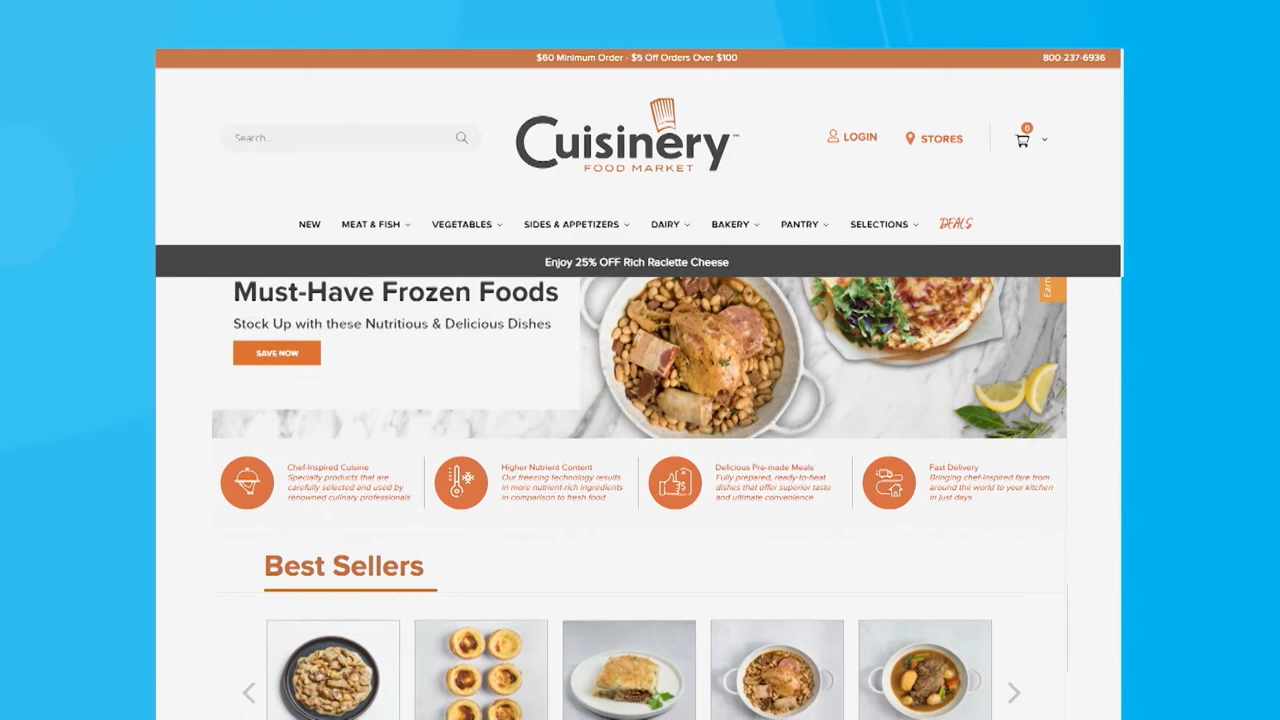 $60 Minimum Order - $5 Off Orders Over $100
800-237-6936
Search...
Cuisinery™
FOOD MARKET
LOGIN
STORES
0
NEW
MEAT & FISH
VEGETABLES
SIDES & APPETIZERS
DAIRY
BAKERY
PANTRY
SELECTIONS
DEALS
Enjoy 25% OFF Rich Raclette Cheese
Must-Have Frozen Foods
Stock Up with these Nutritious & Delicious Dishes
SAVE NOW
Earn
Chef-Inspired Cuisine
Specialty products that are
carefully selected and used by
renowned culinary professionals
Higher Nutrient Content
Our freezing technology results
in more nutrient-rich ingredients
in comparison to fresh food
Delicious Pre-made Meals
Fully prepared, ready-to-heat
dishes that offer superior taste
and ultimate convenience
Fast Delivery
Bringing chef-inspired fare from
around the world to your kitchen
in just days
Best Sellers